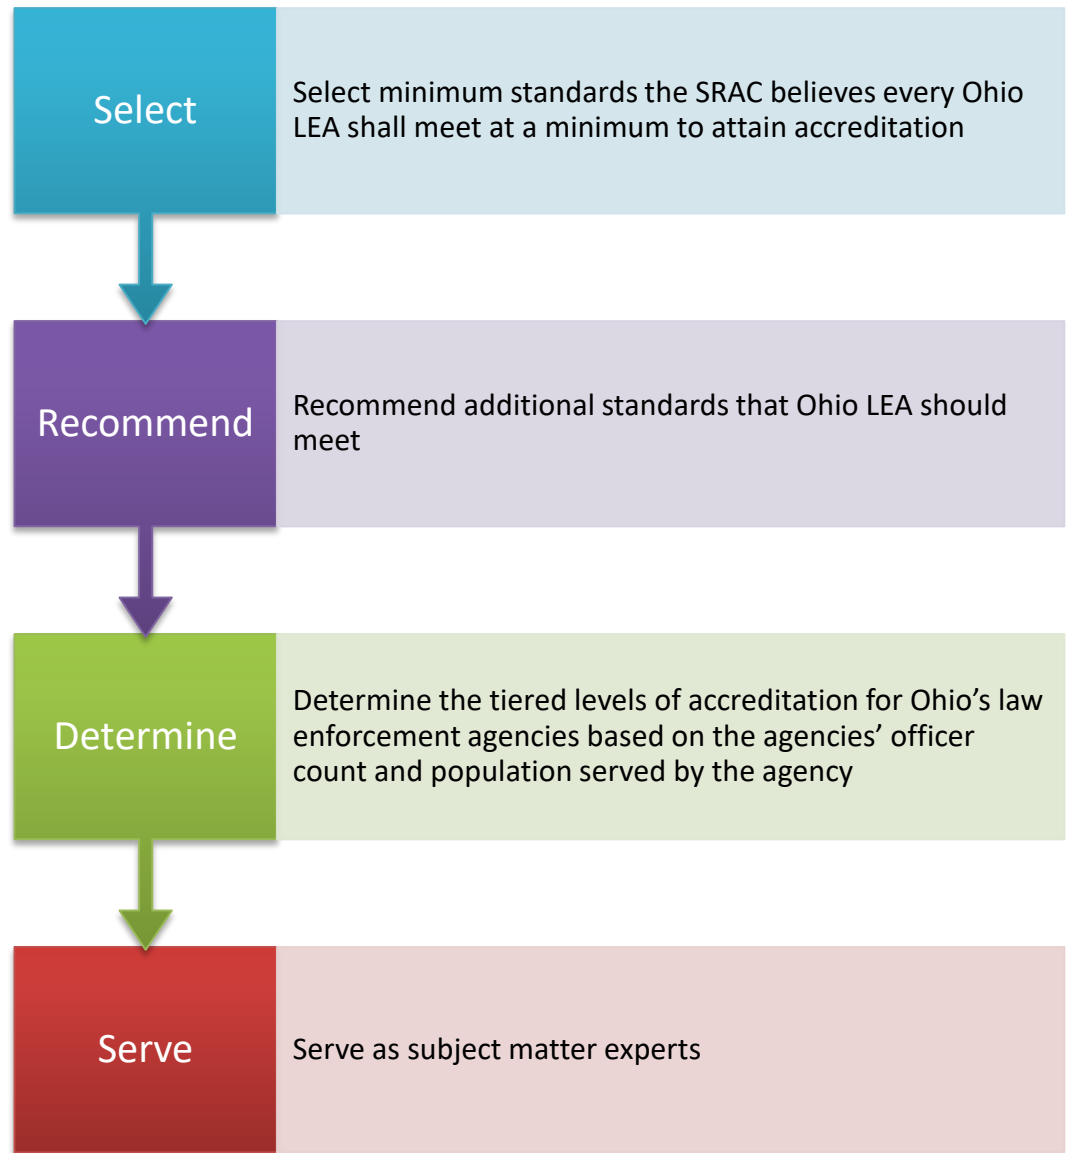 Select
Select minimum standards the SRAC believes every Ohio
LEA shall meet at a minimum to attain accreditation
Recommend
Recommend additional standards that Ohio LEA should
meet
Determine
Determine the tiered levels of accreditation for Ohio’s law
enforcement agencies based on the agencies’ officer
count and population served by the agency
Serve
Serve as subject matter experts